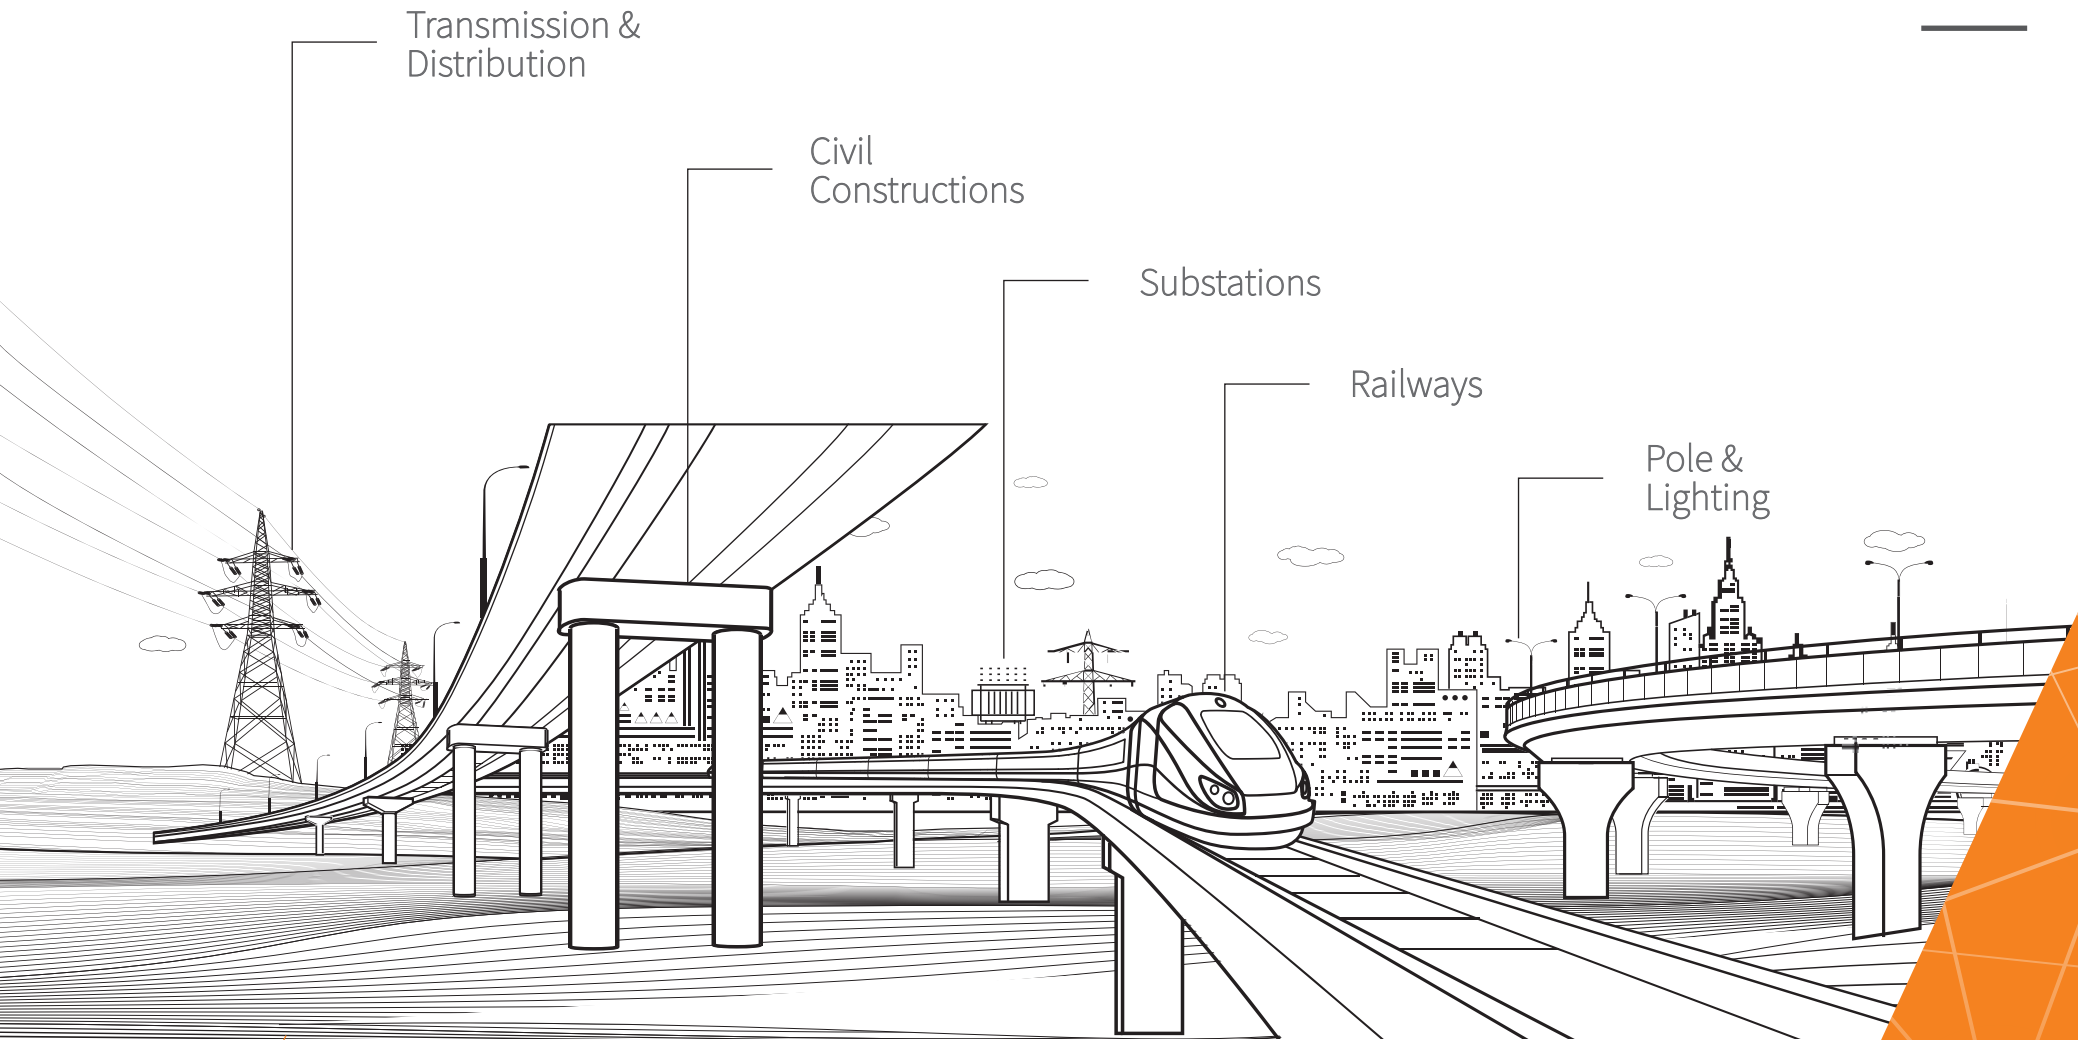 Transmission &
Distribution
Civil
Constructions
Substations
Railways
Pole &
Lighting